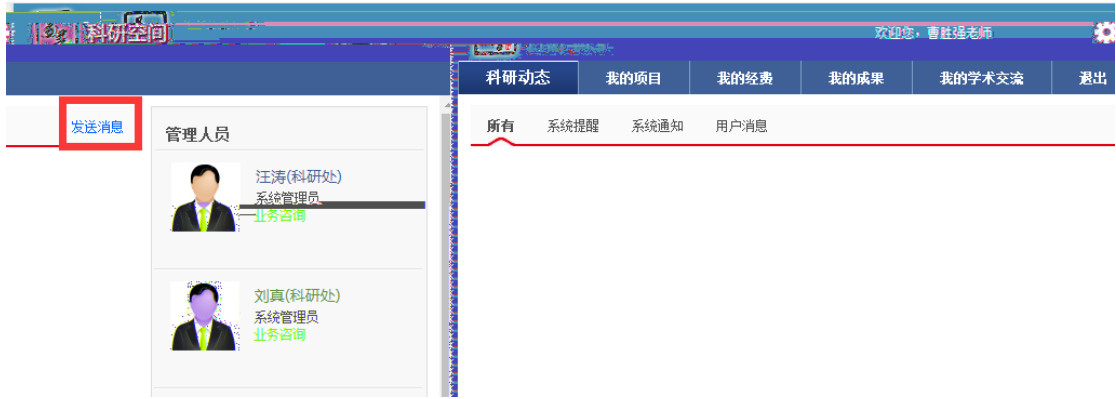 科研空间
欢迎您，曹胜强老师
科研动态 我的项目 我的经费 我的成果 我的学术交流 退出
发送消息
管理人员
所有 系统提醒 系统通知 用户消息
汪涛(科研处)
系统管理员
业务咨询
刘真(科研处)
系统管理员
业务咨询